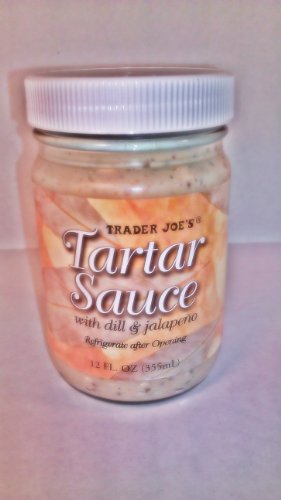 TRADER JOE'S®
Tartar
Sauce
with dill & jalapeno
Refrigerate after Opening
12 FL. OZ (355mL)